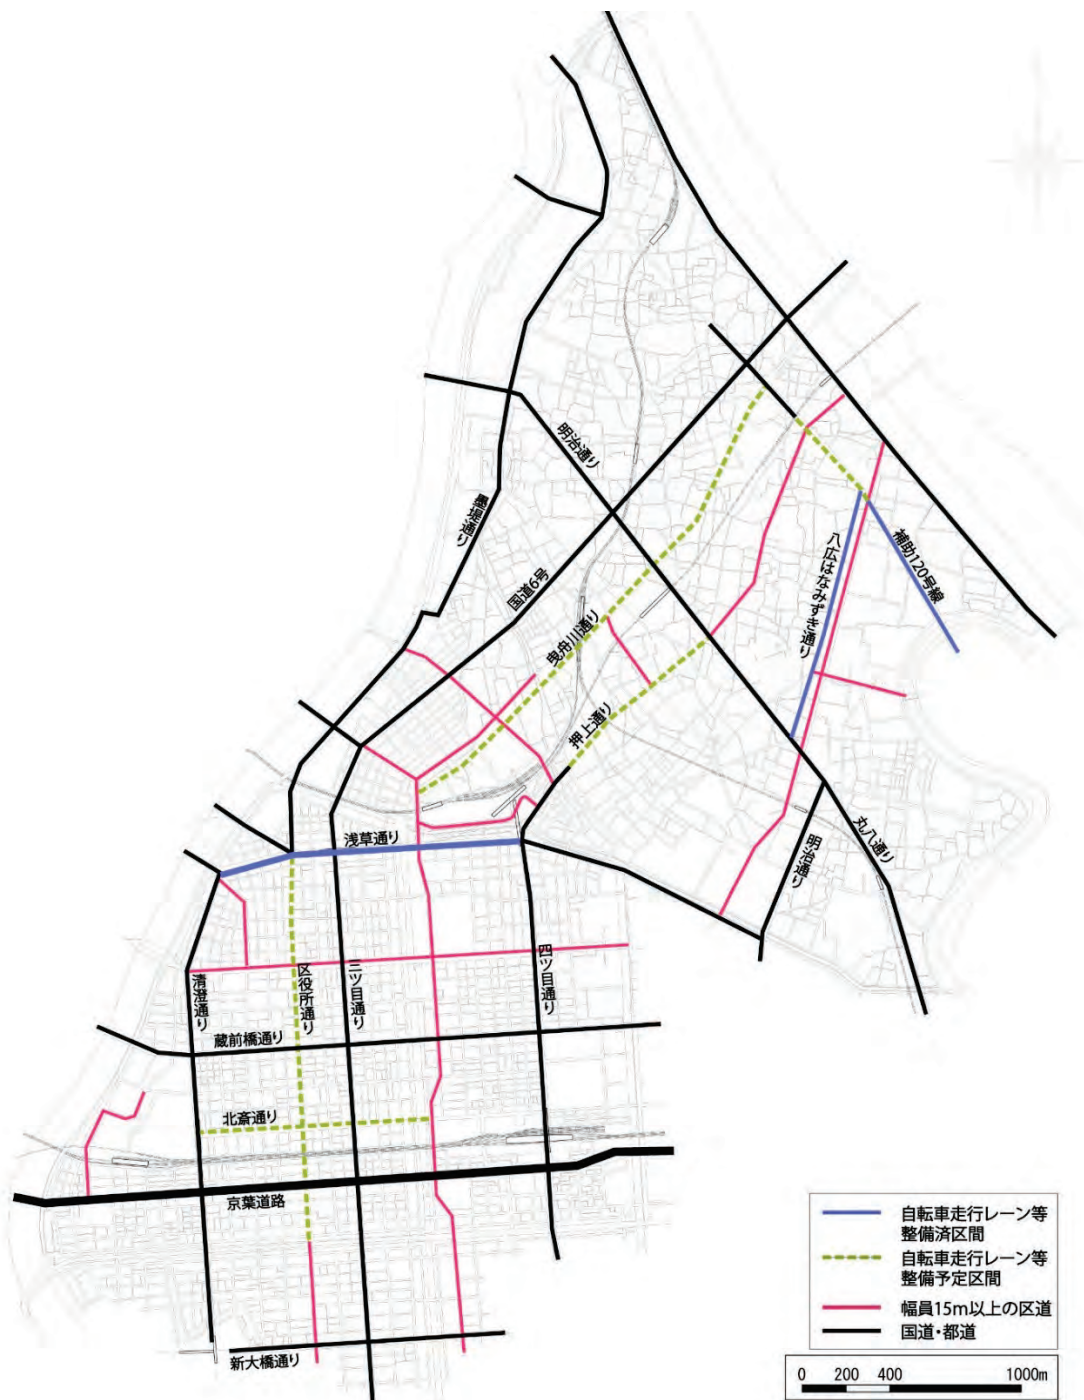 明治通り
墨堤通り
国道6号
曳舟川通り
押上通り
八広はなみずき通り
補助120号線
浅草通り
明治通り
丸八通り
清澄通り
区役所通り
三ツ目通り
四ツ目通り
蔵前橋通り
北斎通り
京葉道路
新大橋通り
自転車走行レーン等
整備済区間
自転車走行レーン等
整備予定区間
幅員15m以上の区道
国道・都道
0 200 400 1000m